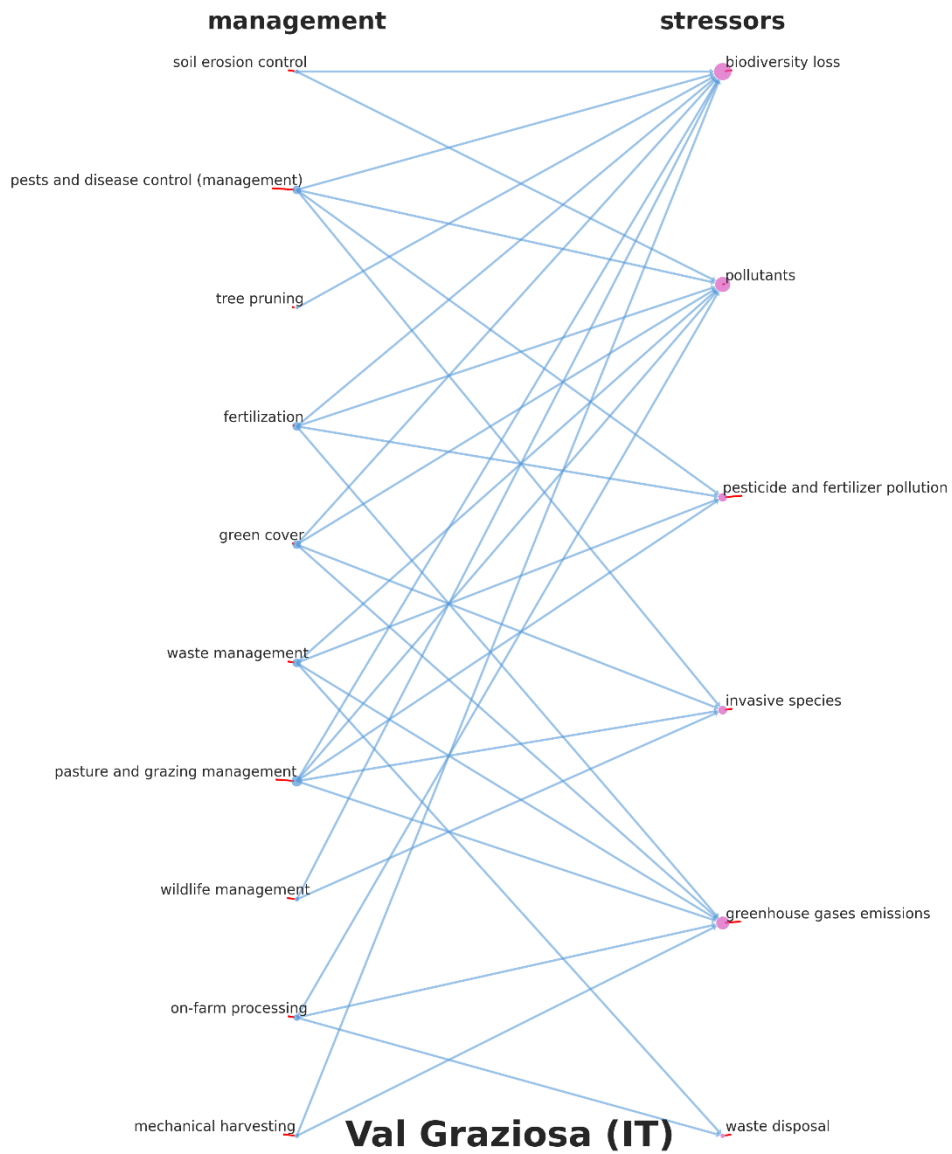 management
stressors
soil erosion control
biodiversity loss
pests and disease control (management)
pollutants
tree pruning
fertilization
pesticide and fertilizer pollution
green cover
waste management
invasive species
pasture and grazing management
wildlife management
greenhouse gases emissions
on-farm processing
mechanical harvesting
Val Graziosa (IT)
waste disposal